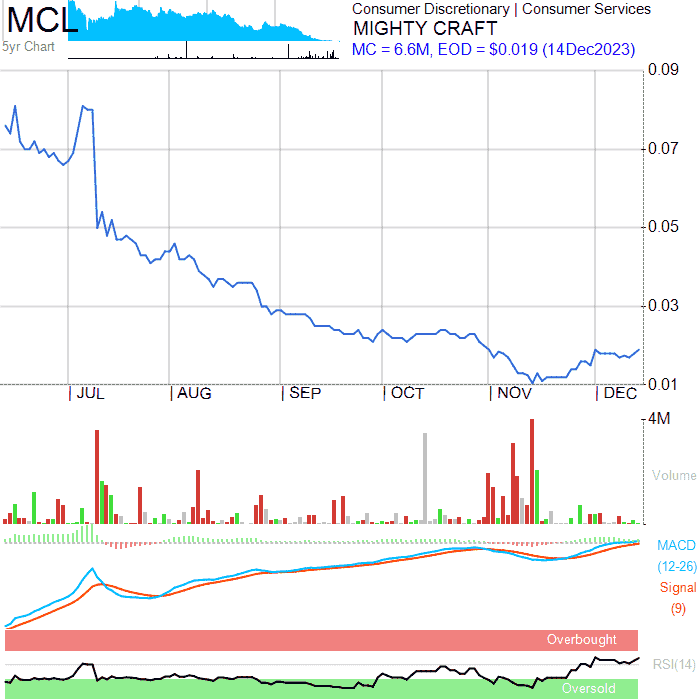 MCL
5yr Chart
Consumer Discretionary | Consumer Services
MIGHTY CRAFT
MC = 6.6M, EOD = $0.019 (14Dec2023)
0.09
0.07
0.05
0.03
0.01
JUL
AUG
SEP
OCT
NOV
DEC
4M
Volume
MACD
(12-26)
Signal
(9)
Overbought
RSI(14)
Oversold